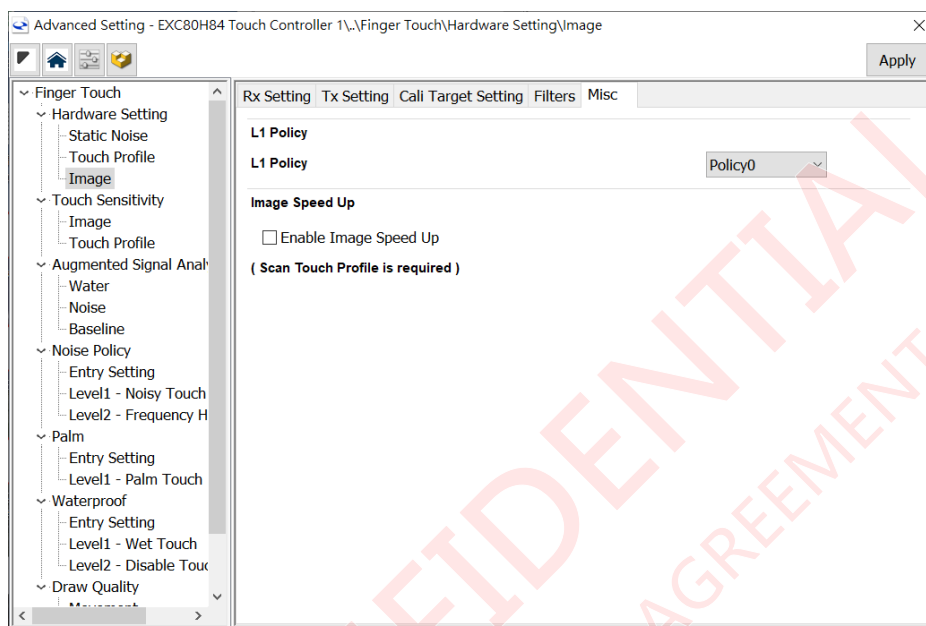 Advanced Setting - EXC80H84 Touch Controller 1\..\Finger Touch\Hardware Setting\Image
Apply
Finger Touch
Hardware Setting
Static Noise
Touch Profile
Image
Touch Sensitivity
Image
Touch Profile
Augmented Signal Anal
Water
Noise
Baseline
Noise Policy
Entry Setting
Level1 - Noisy Touch
Level2 - Frequency H
Palm
Entry Setting
Level1 - Palm Touch
Waterproof
Entry Setting
Level1 - Wet Touch
Level2 - Disable Touc
Draw Quality
Movement
Rx Setting Tx Setting Cali Target Setting Filters Misc
L1 Policy
L1 Policy Policy0
Image Speed Up
Enable Image Speed Up
( Scan Touch Profile is required )
FIDENTIAL
AGREEMENT